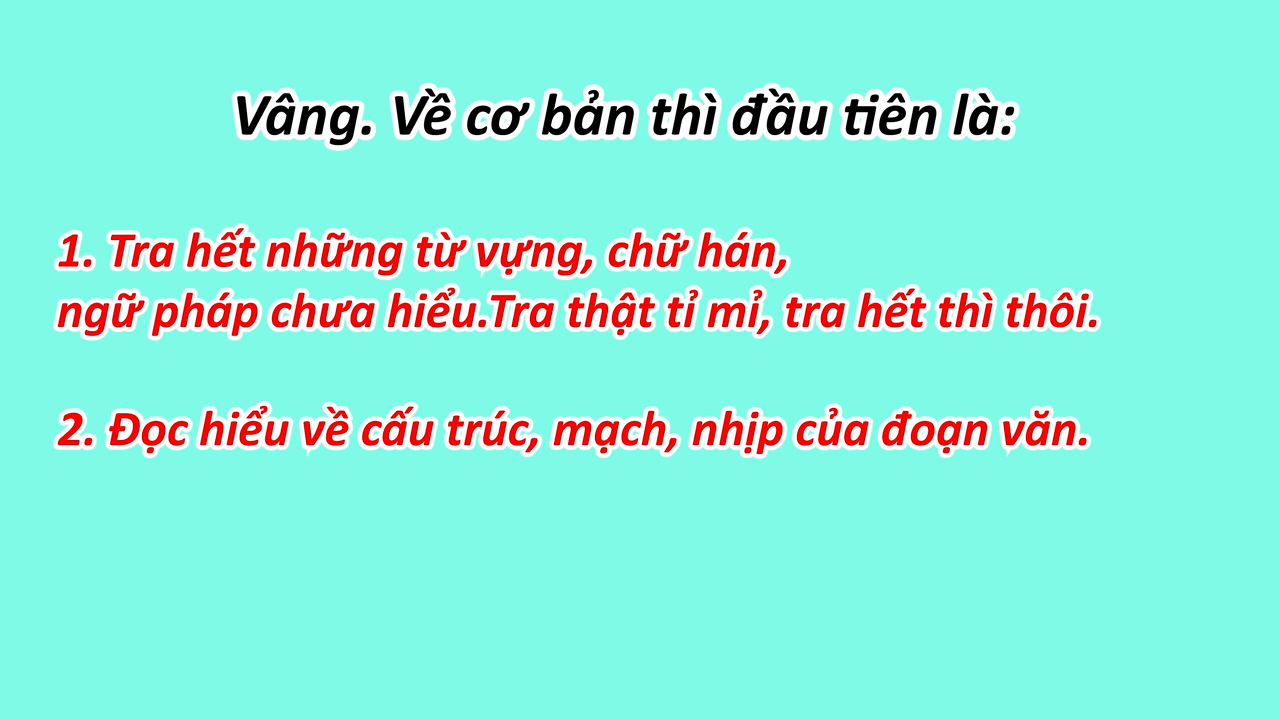 Vâng. Về cơ bản thì đầu tiên là:
1. Tra hết những từ vựng, chữ hán,
ngữ pháp chưa hiểu.Tra thật tỉ mỉ, tra hết thì thôi.
2. Đọc hiểu về cấu trúc, mạch, nhịp của đoạn văn.